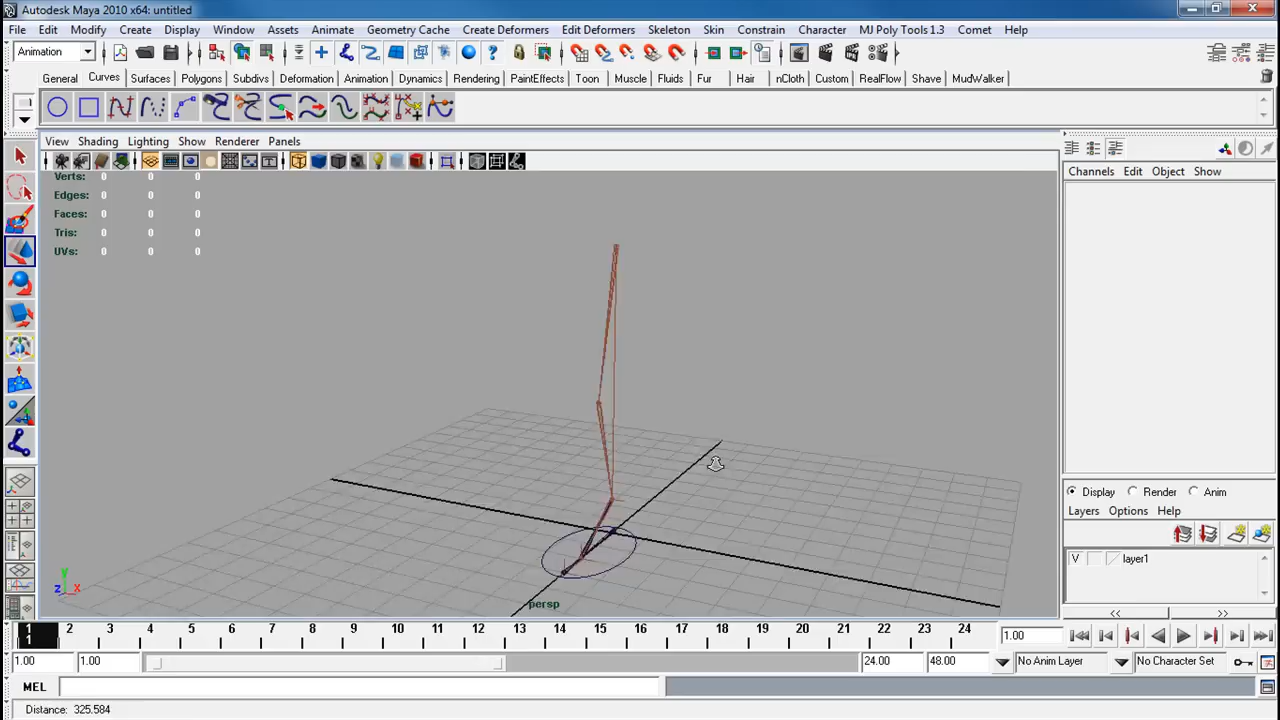 Autodesk Maya 2010 x64: untitled
File Edit Modify Create Display Window Assets Animate Geometry Cache Create Deformers Edit Deformers Skeleton Skin Constrain Character MJ Poly Tools 1.3 Comet Help
Animation
General Curves Surfaces Polygons Subdivs Deformation Animation Dynamics Rendering PaintEffects Toon Muscle Fluids Fur Hair nCloth Custom RealFlow Shave MudWalker
View Shading Lighting Show Renderer Panels
Channels Edit Object Show
Verts: 0 0 0
Edges: 0 0 0
Faces: 0 0 0
Tris: 0 0 0
UVs: 0 0 0
Display Render Anim
Layers Options Help
V layer1
y
z x
persp
1 2 3 4 5 6 7 8 9 10 11 12 13 14 15 16 17 18 19 20 21 22 23 24
1
1.00
1.00 1.00 24.00 48.00 No Anim Layer No Character Set
MEL
Distance: 325.584